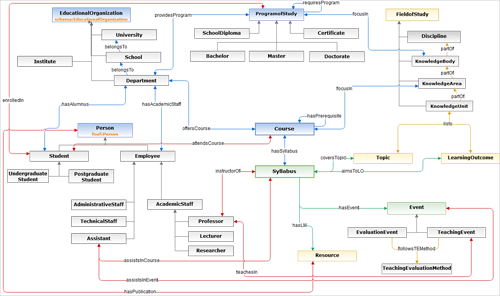 requiresProgram
EducationalOrganization
schema:EducationalOrganization
providesProgram
ProgramofStudy
focusIn
FieldofStudy
University
belongsTo
SchoolDiploma
Certificate
Discipline
partOf
School
Institute
belongsTo
Bachelor
Master
Doctorate
KnowledgeBody
partOf
Department
KnowledgeArea
focusIn
partOf
enrolledIn
hasAlumnus
hasAcademicStaff
KnowledgeUnit
hasPrerequisite
lists
Person
foaf:Person
offersCourse
Course
attendsCourse
hasSyllabus
Student
Employee
coversTopic
Topic
LearningOutcome
Undergraduate
Student
Postgraduate
Student
instructorOf
Syllabus
aimsToLO
AdministrativeStaff
AcademicStaff
hasEvent
Event
TechnicalStaff
Professor
hasLM
EvaluationEvent
TeachingEvent
Assistant
Lecturer
followsTEMethod
Researcher
Resource
assistsInCourse
TeachingEvaluationMethod
teachesIn
assistsInEvent
hasPublication